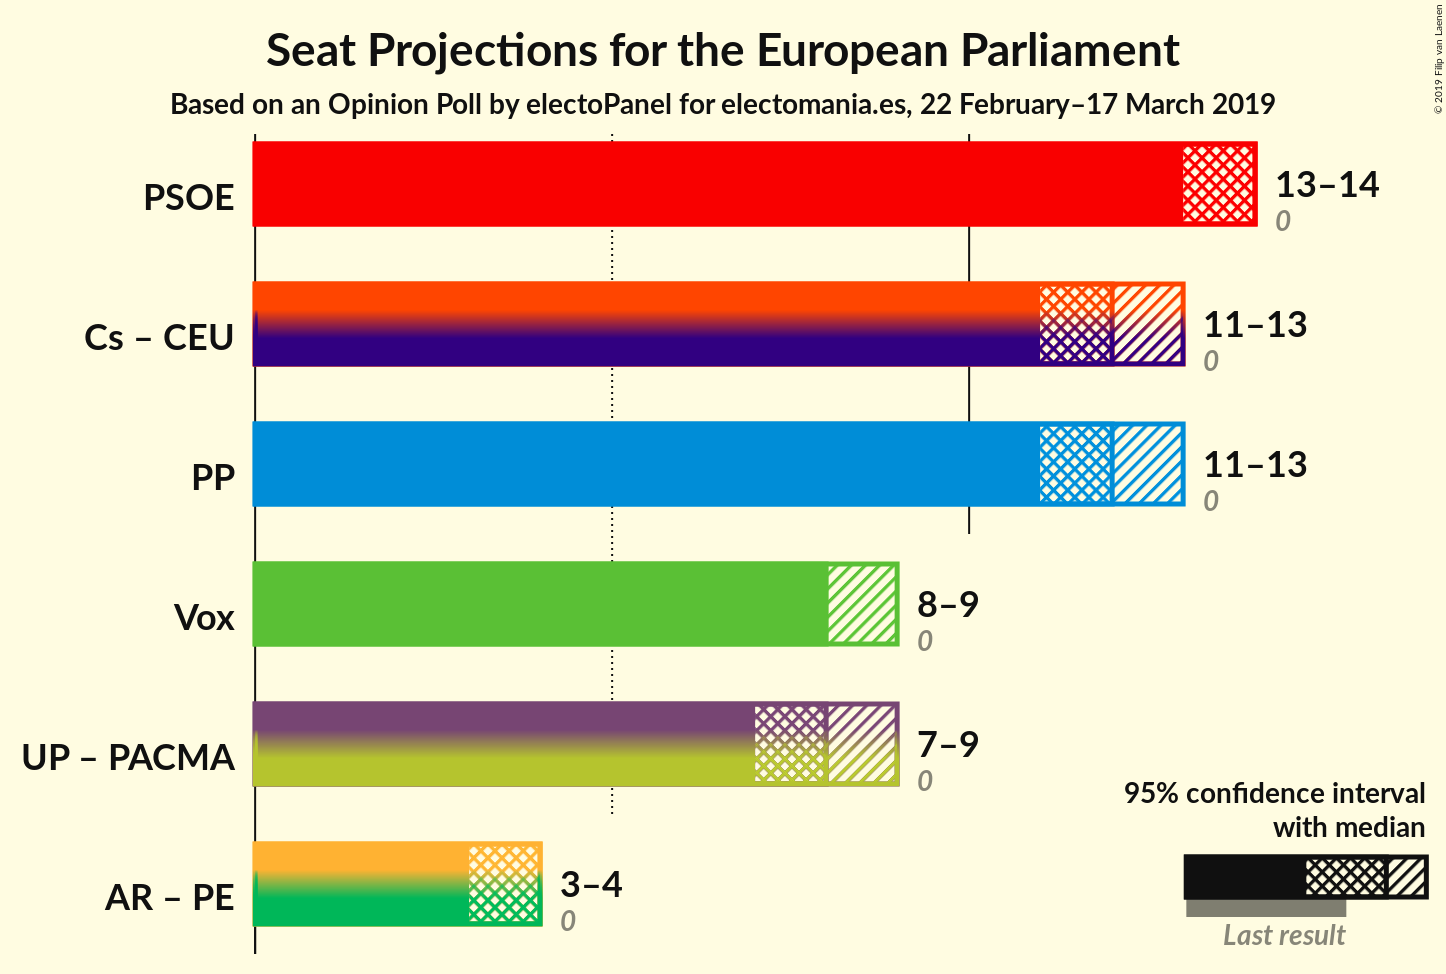 Seat Projections for the European Parliament
Based on an Opinion Poll by electoPanel for electomania.es, 22 February–17 March 2019
© 2019 Filip van Laenen
PSOE
13–14
0
Cs – CEU
11–13
0
PP
11–13
0
Vox
8–9
0
UP – PACMA
7–9
0
AR – PE
3–4
0
95% confidence interval
with median
Last result